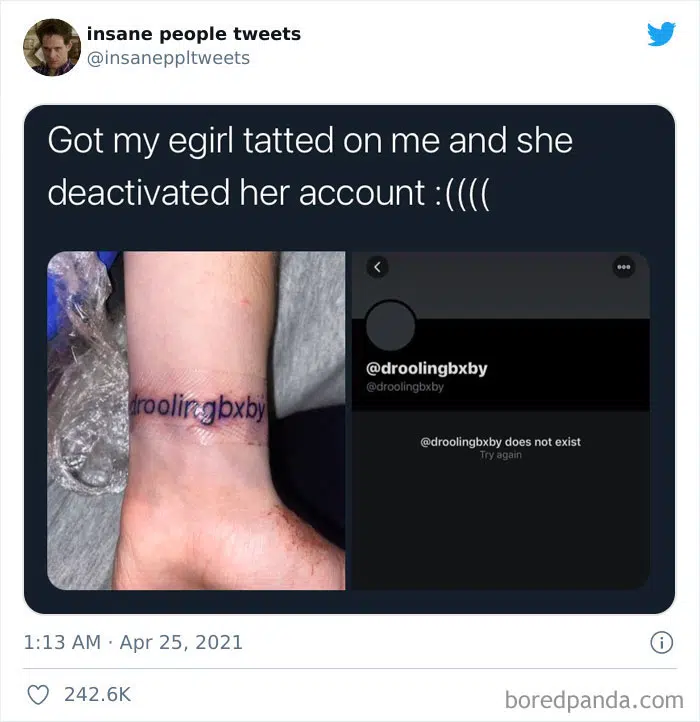 insane people tweets
@insaneppltweets
Got my egirl tatted on me and she
deactivated her account :((((
droolingbxby
@droolingbxby
@droolingbxby
@droolingbxby does not exist
Try again
1:13 AM · Apr 25, 2021
242.6K
boredpanda.com